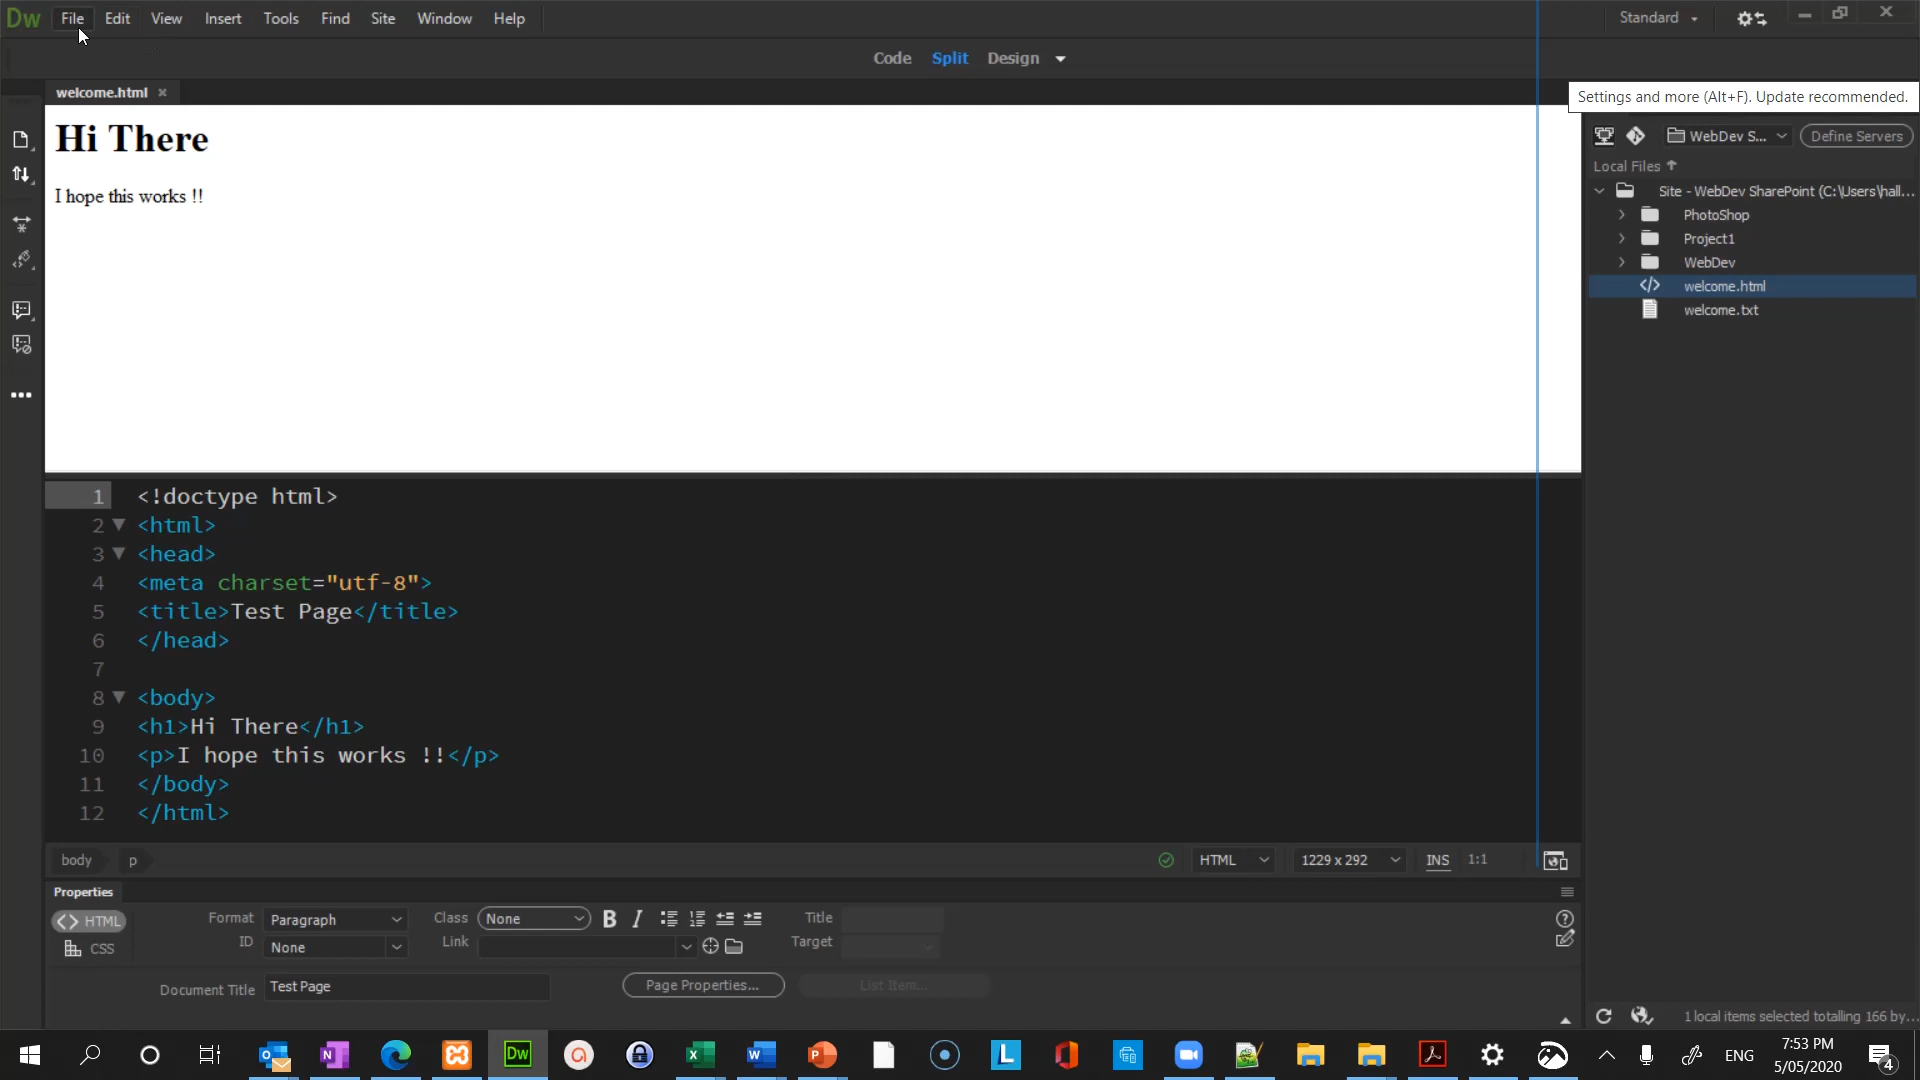 Dw File Edit View Insert Tools Find Site Window Help Standard
Code Split Design
welcome.html
Settings and more (Alt+F). Update recommended.
Hi There
I hope this works !!
WebDev S... Define Servers
Local Files
Site - WebDev SharePoint (C:\Users\hall...
PhotoShop
Project1
WebDev
welcome.html
welcome.txt
1 <!doctype html>
2 <html>
3 <head>
4 <meta charset="utf-8">
5 <title>Test Page</title>
6 </head>
7
8 <body>
9 <h1>Hi There</h1>
10 <p>I hope this works !!</p>
11 </body>
12 </html>
body p HTML 1229 x 292 INS 1:1
Properties
HTML Format Paragraph Class None B I Title
CSS ID None Link Target
Document Title Test Page Page Properties... List Item...
1 local items selected totalling 166 by...
Dw L ENG 7:53 PM
5/05/2020 4